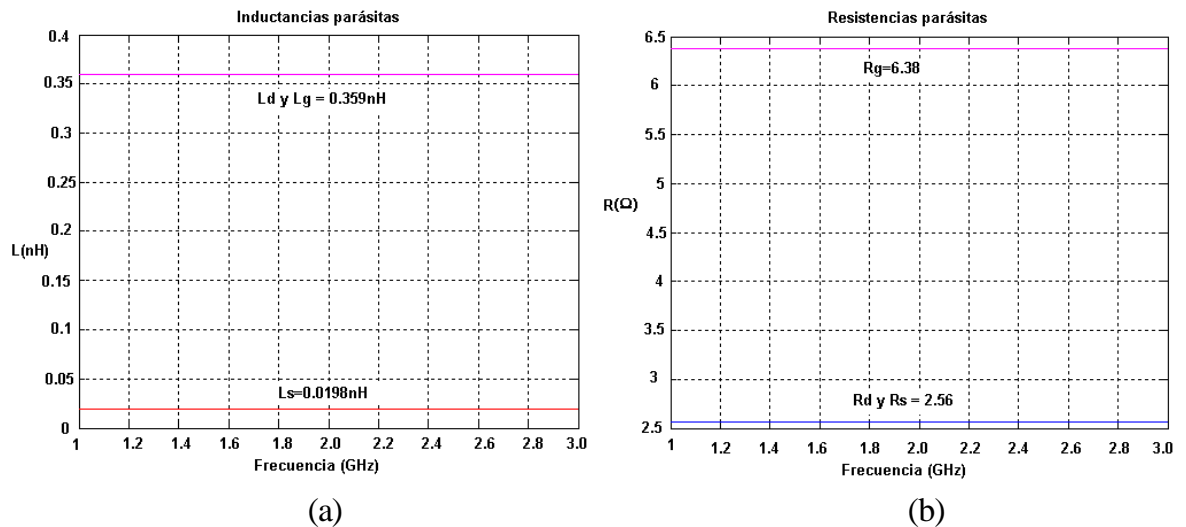 Inductancias parásitas
0.4
0.35
Ld y Lg = 0.359nH
0.3
0.25
0.2
L(nH)
0.15
0.1
0.05
Ls=0.0198nH
0
1 1.2 1.4 1.6 1.8 2.0 2.2 2.4 2.6 2.8 3.0
Frecuencia (GHz)
(a)
Resistencias parásitas
6.5
Rg=6.38
6
5.5
5
R(Ω)
4.5
4
3.5
3
Rd y Rs = 2.56
2.5
1 1.2 1.4 1.6 1.8 2.0 2.2 2.4 2.6 2.8 3.0
Frecuencia (GHz)
(b)